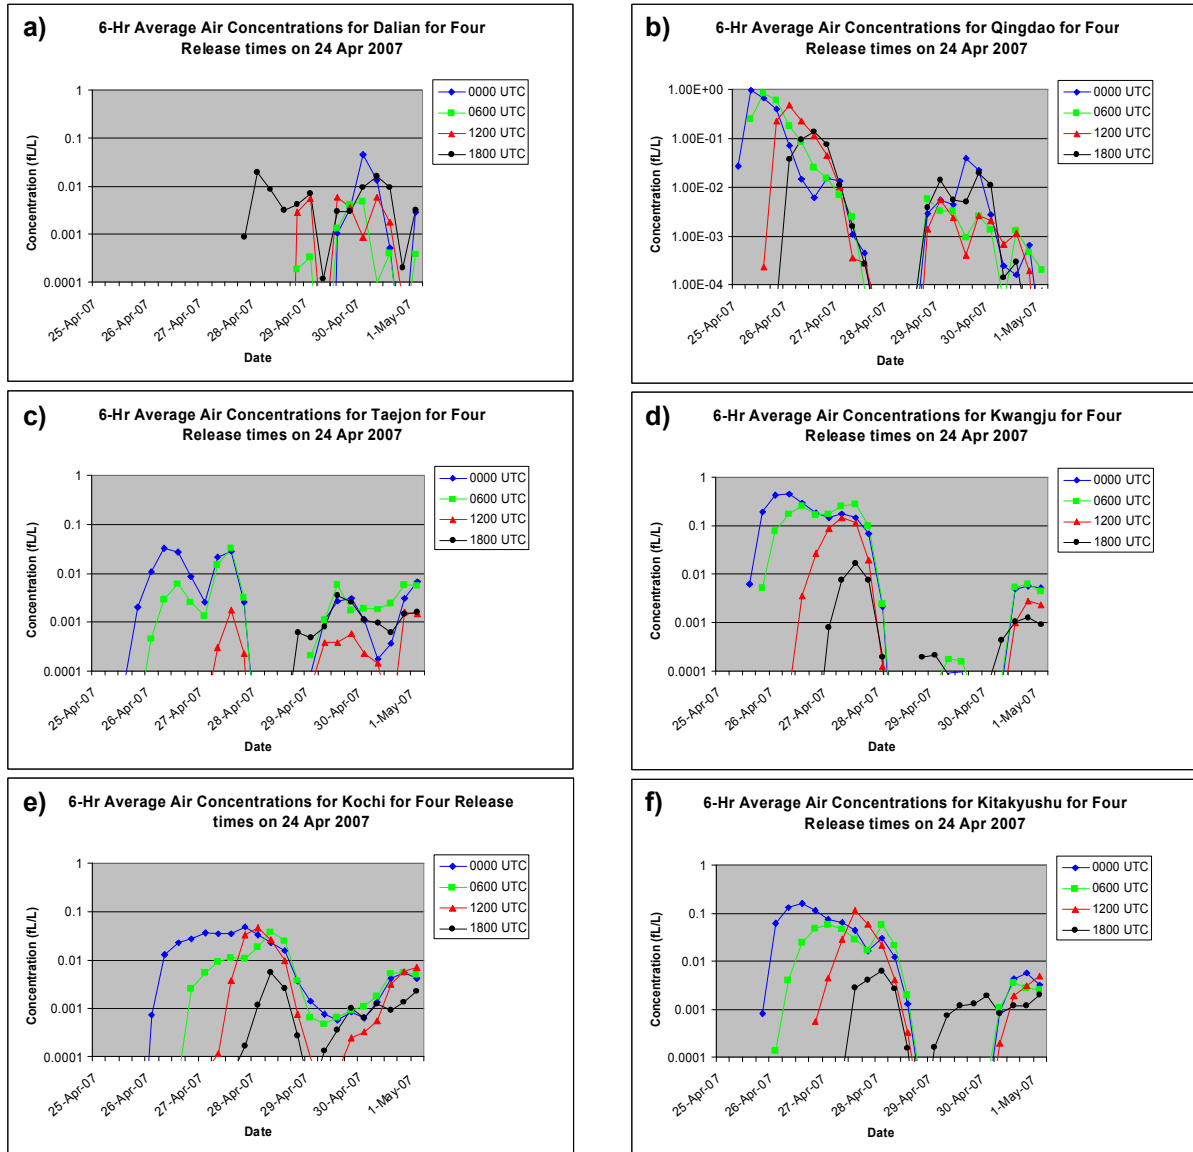 a)
6-Hr Average Air Concentrations for Dalian for Four
Release times on 24 Apr 2007
Concentration (fL/L)
1
0.1
0.01
0.001
0.0001
25-Apr-07
26-Apr-07
27-Apr-07
28-Apr-07
29-Apr-07
30-Apr-07
1-May-07
Date
0000 UTC
0600 UTC
1200 UTC
1800 UTC
b)
6-Hr Average Air Concentrations of Qingdao for Four
Release times on 24 Apr 2007
Concentration (fL/L)
1.00E+00
1.00E-01
1.00E-02
1.00E-03
1.00E-04
25-Apr-07
26-Apr-07
27-Apr-07
28-Apr-07
29-Apr-07
30-Apr-07
1-May-07
Date
0000 UTC
0600 UTC
1200 UTC
1800 UTC
c)
6-Hr Average Air Concentrations for Taejon for Four
Release times on 24 Apr 2007
Concentration (fL/L)
1
0.1
0.01
0.001
0.0001
25-Apr-07
26-Apr-07
27-Apr-07
28-Apr-07
29-Apr-07
30-Apr-07
1-May-07
Date
0000 UTC
0600 UTC
1200 UTC
1800 UTC
d)
6-Hr Average Air Concentrations for Kwangju for Four
Release times on 24 Apr 2007
Concentration (fL/L)
1
0.1
0.01
0.001
0.0001
25-Apr-07
26-Apr-07
27-Apr-07
28-Apr-07
29-Apr-07
30-Apr-07
1-May-07
Date
0000 UTC
0600 UTC
1200 UTC
1800 UTC
e)
6-Hr Average Air Concentrations for Kochi for Four Release
times on 24 Apr 2007
Concentration (fL/L)
1
0.1
0.01
0.001
0.0001
25-Apr-07
26-Apr-07
27-Apr-07
28-Apr-07
29-Apr-07
30-Apr-07
1-May-07
Date
0000 UTC
0600 UTC
1200 UTC
1800 UTC
f)
6-Hr Average Air Concentrations for Kitakyushu for Four
Release times on 24 Apr 2007
Concentration (fL/L)
1
0.1
0.01
0.001
0.0001
25-Apr-07
26-Apr-07
27-Apr-07
28-Apr-07
29-Apr-07
30-Apr-07
1-May-07
Date
0000 UTC
0600 UTC
1200 UTC
1800 UTC